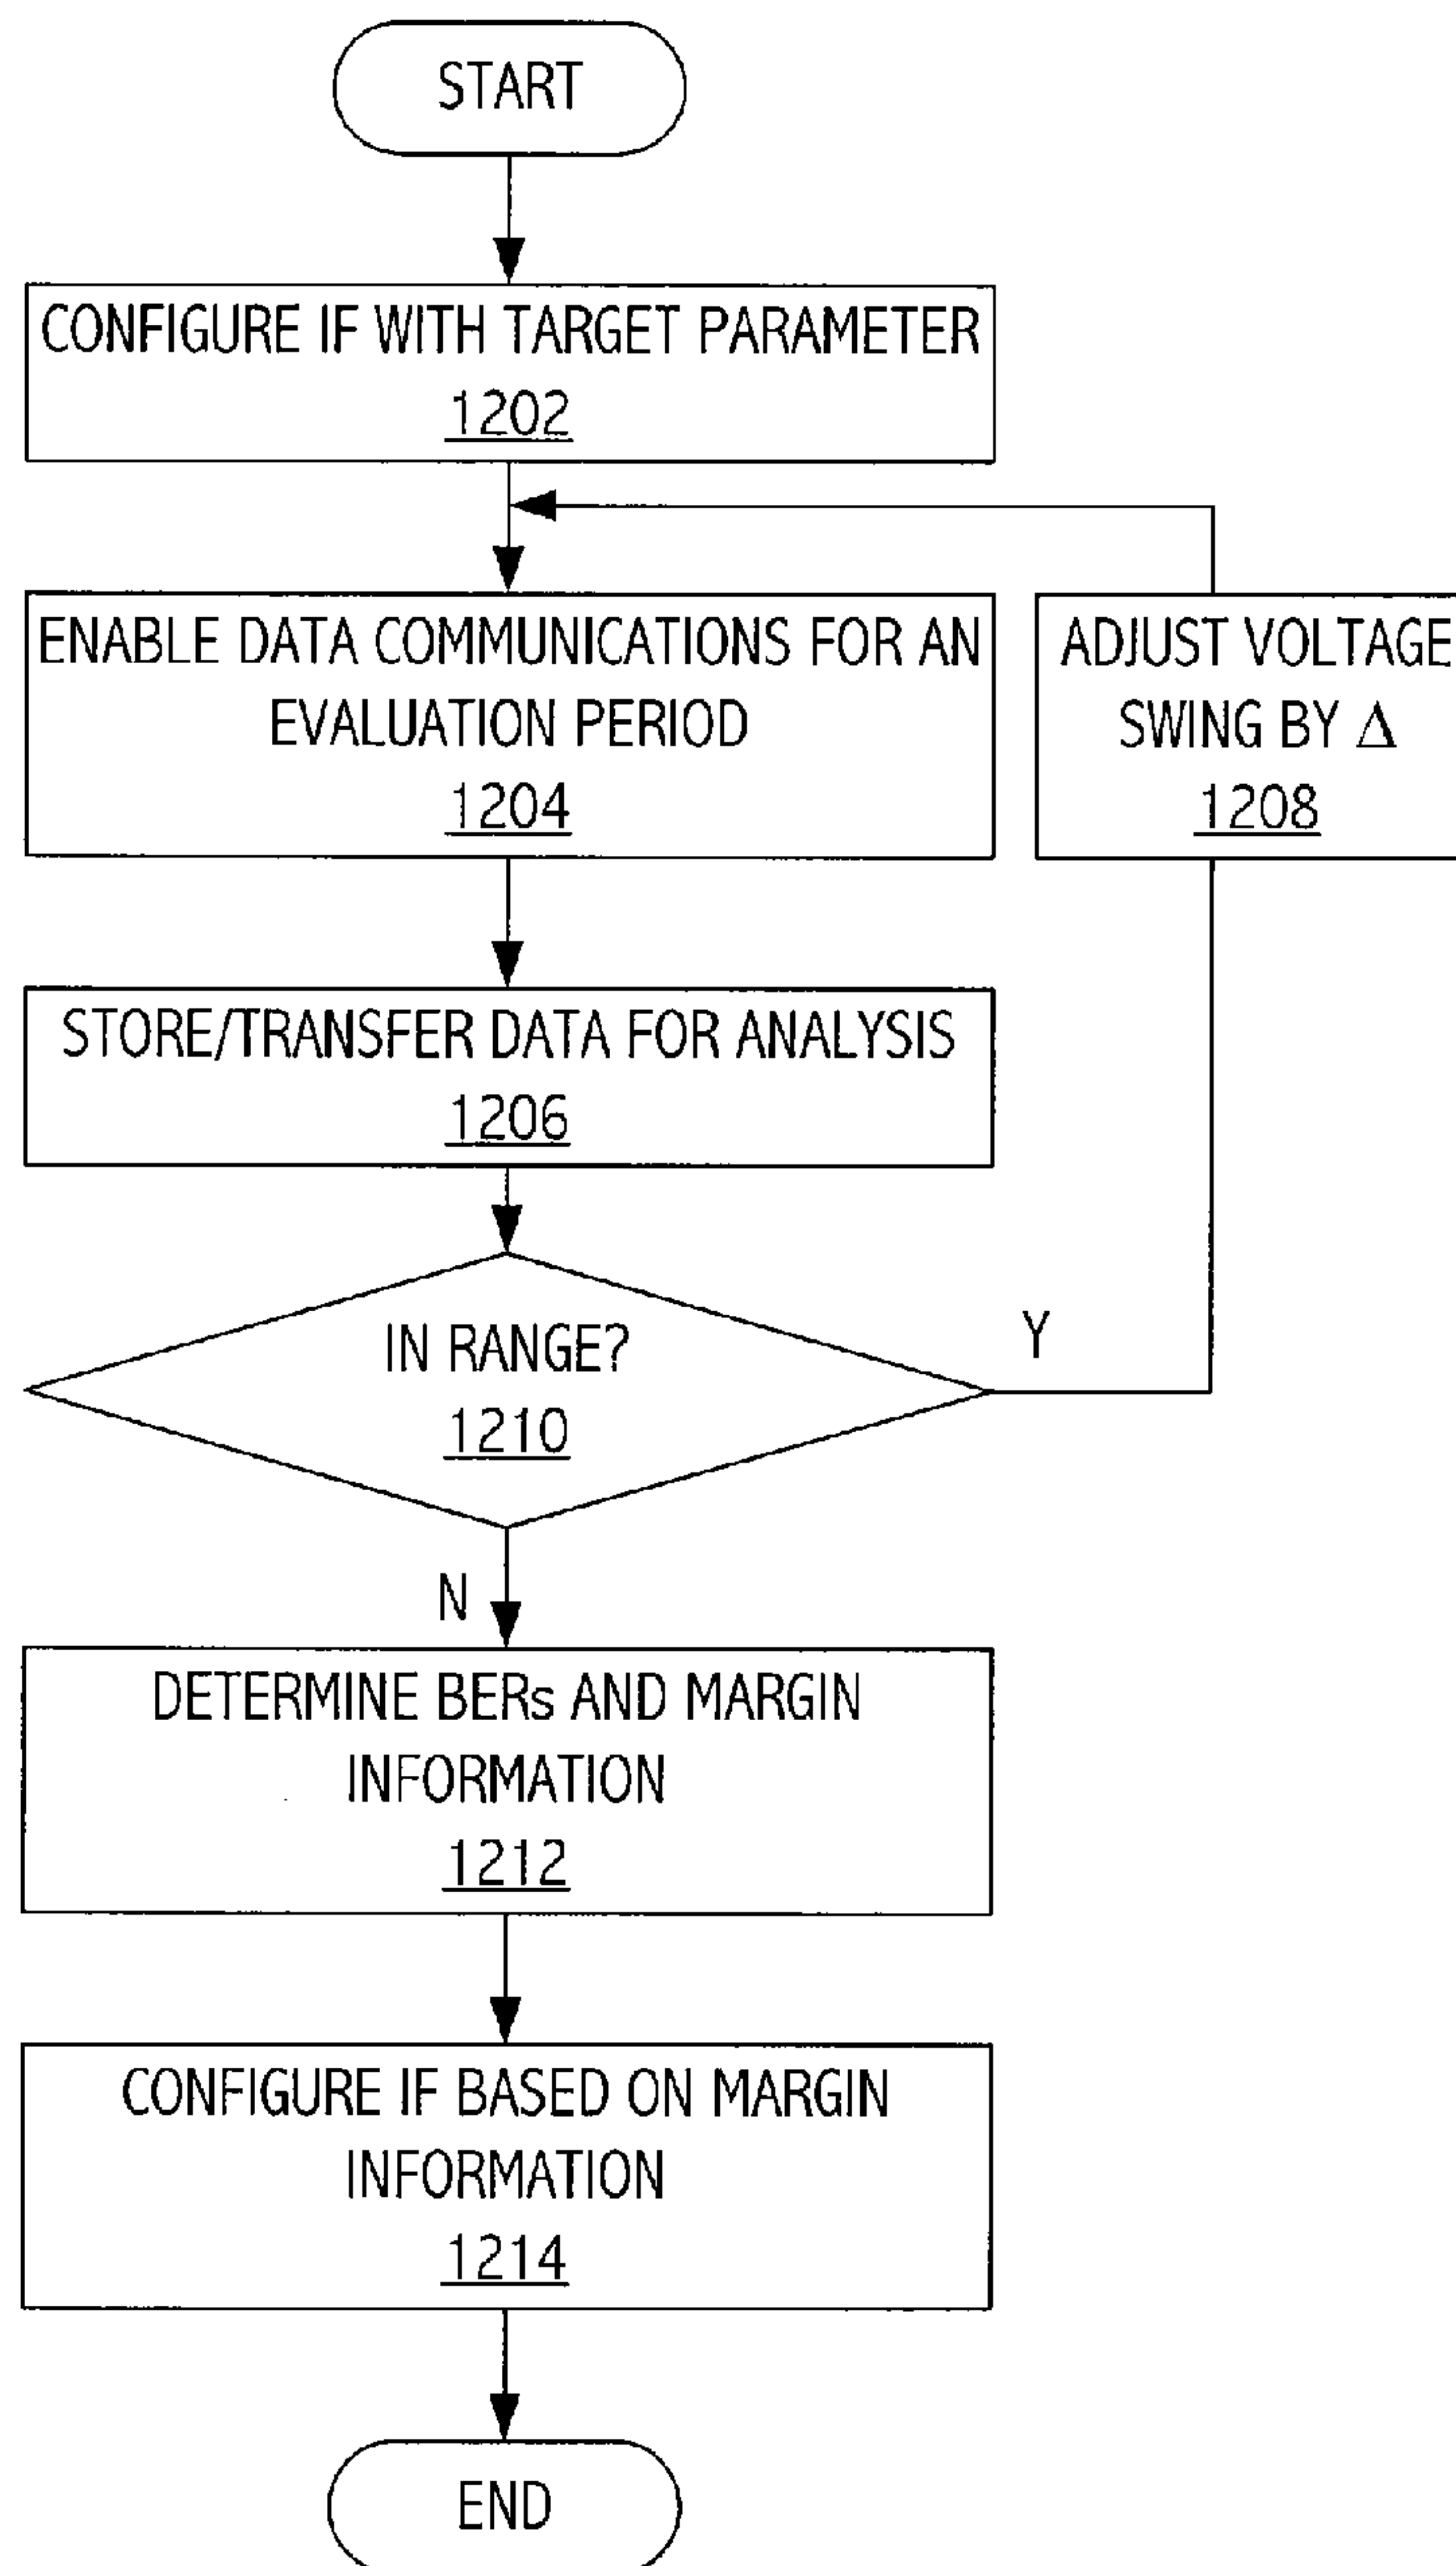 START
CONFIGURE IF WITH TARGET PARAMETER
1202
ENABLE DATA COMMUNICATIONS FOR AN
EVALUATION PERIOD
1204
ADJUST VOLTAGE
SWING BY Δ
1208
STORE/TRANSFER DATA FOR ANALYSIS
1206
IN RANGE?
1210
Y
N
DETERMINE BERs AND MARGIN
INFORMATION
1212
CONFIGURE IF BASED ON MARGIN
INFORMATION
1214
END